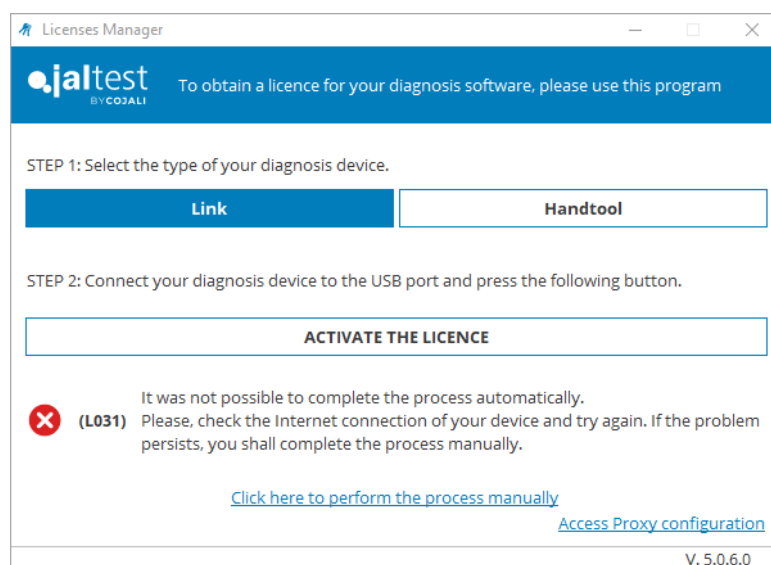 Licenses Manager
jaltest
BY COJALI
To obtain a licence for your diagnosis software, please use this program
STEP 1: Select the type of your diagnosis device.
Link
Handtool
STEP 2: Connect your diagnosis device to the USB port and press the following button.
ACTIVATE THE LICENCE
It was not possible to complete the process automatically.
(L031) Please, check the Internet connection of your device and try again. If the problem
persists, you shall complete the process manually.
Click here to perform the process manually
Access Proxy configuration
V. 5.0.6.0